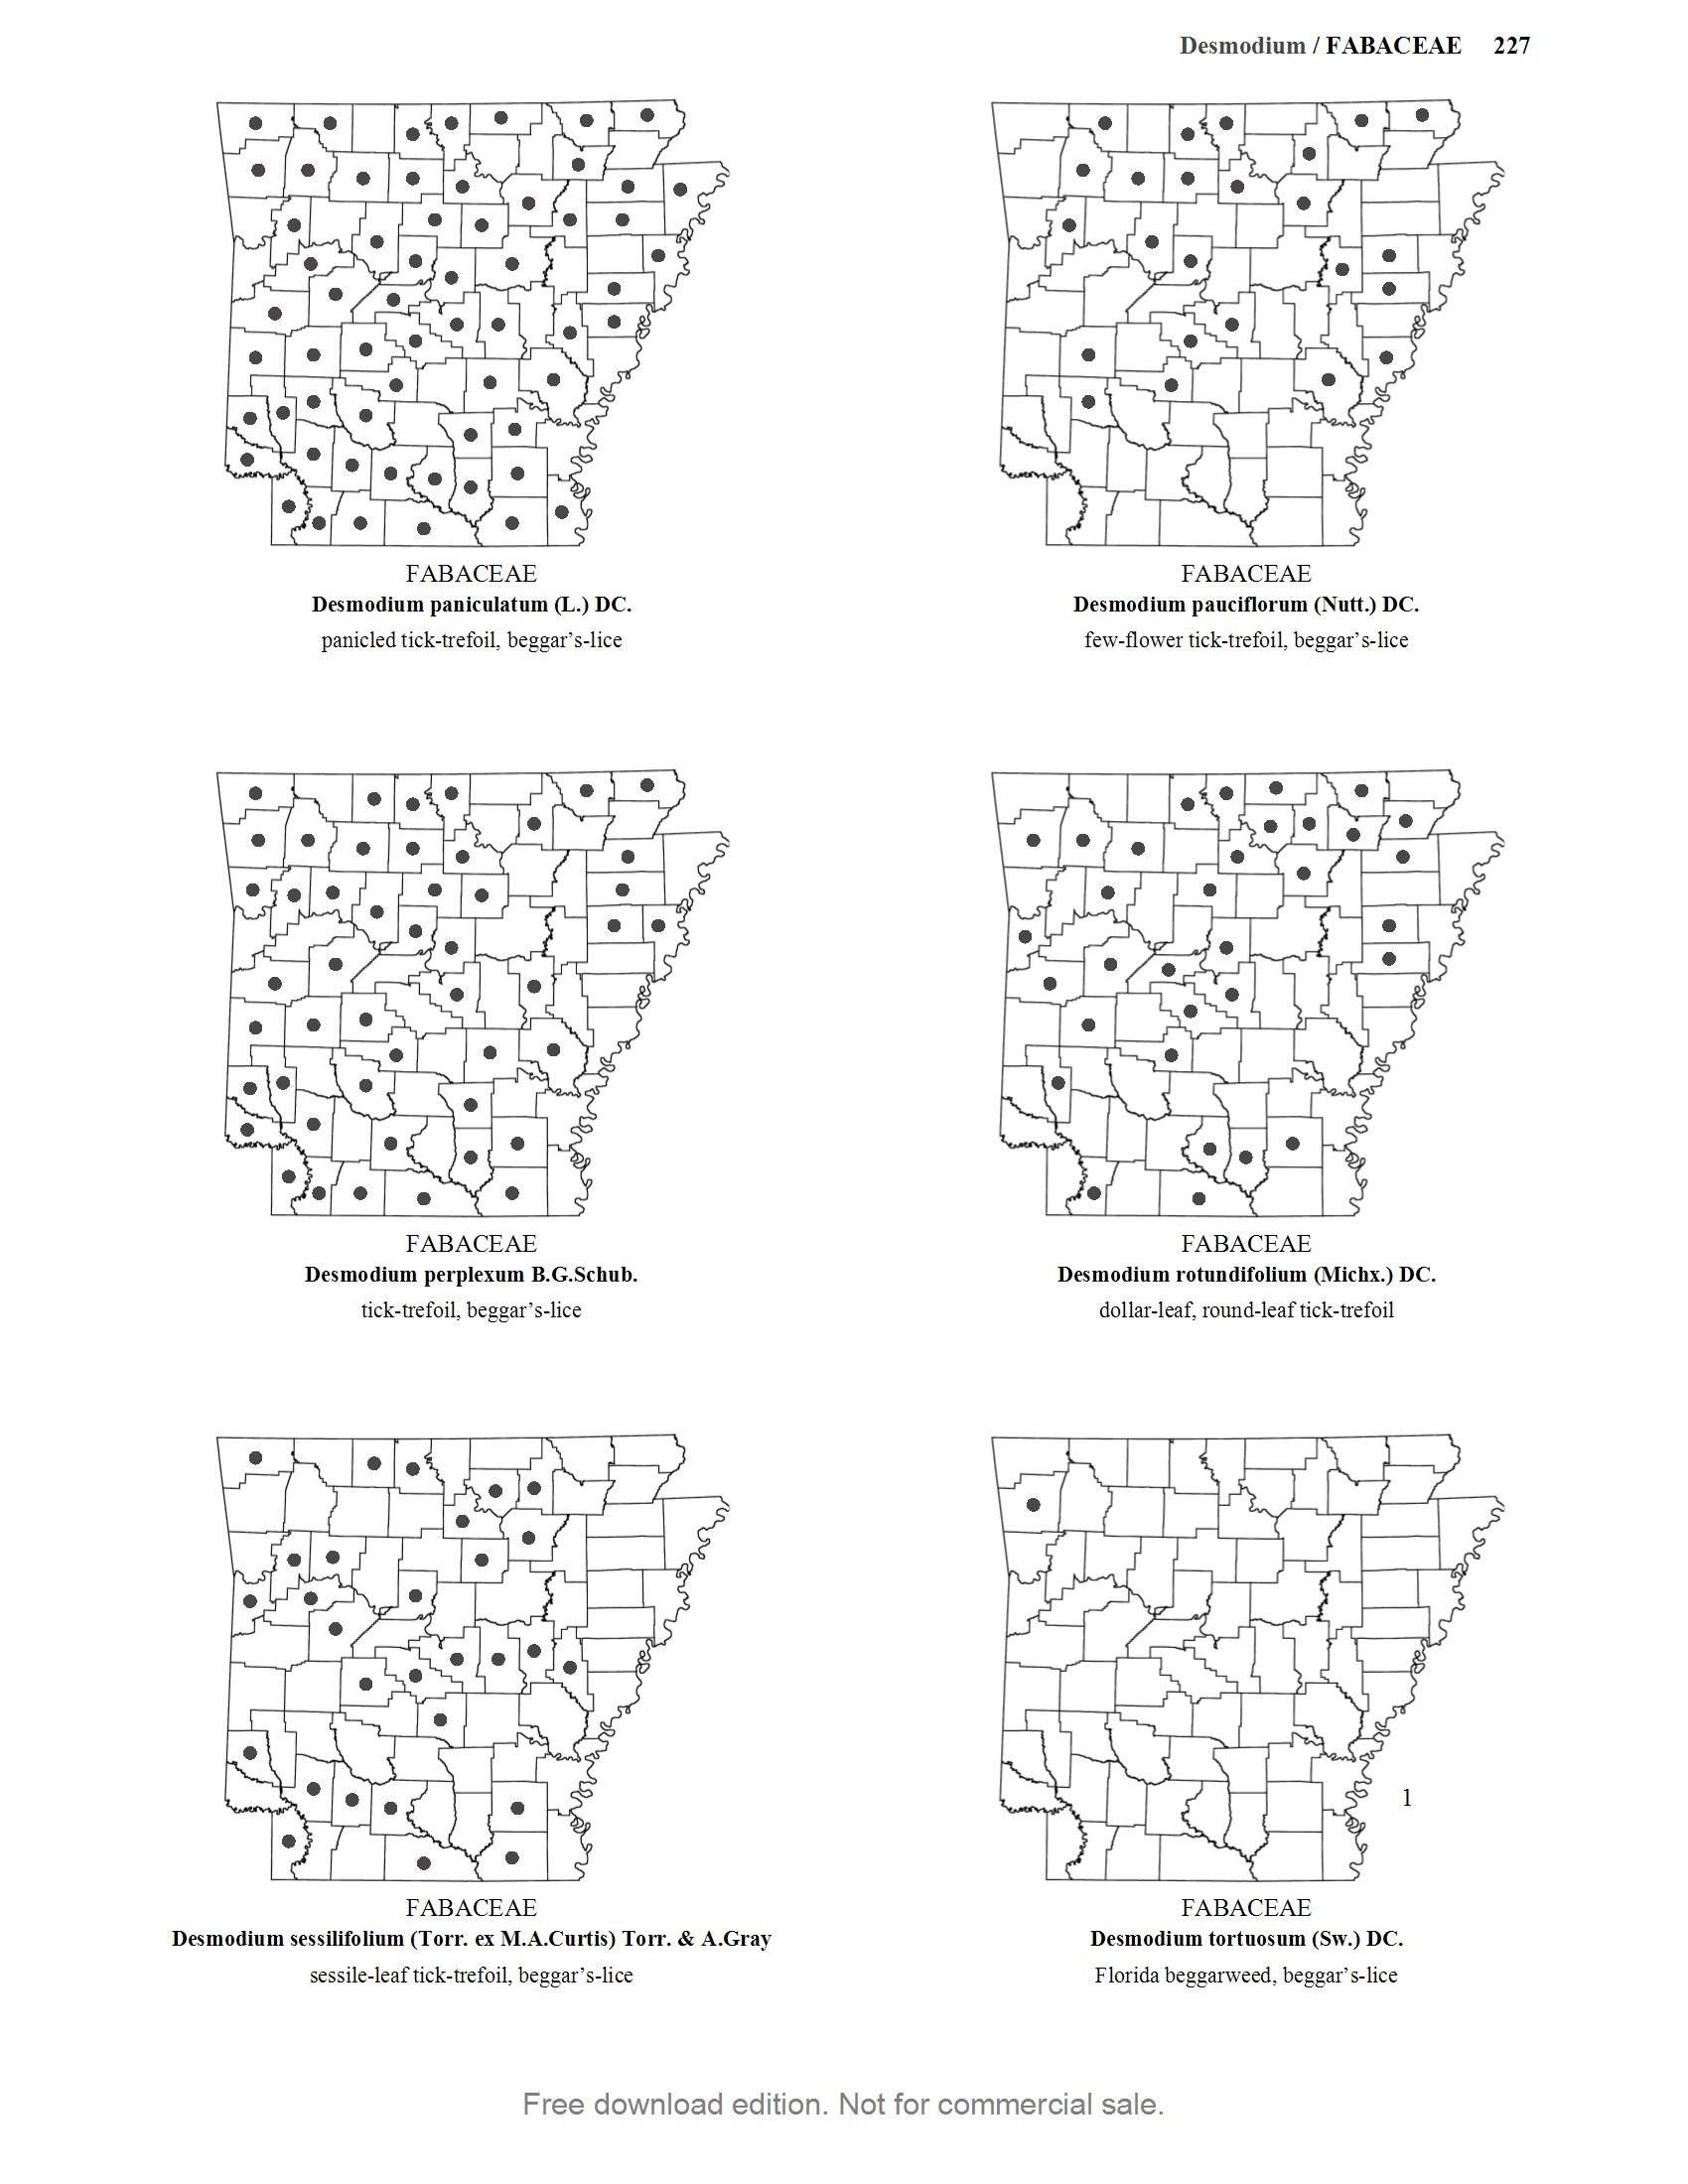 Desmodium / FABACEAE 227
FABACEAE
Desmodium paniculatum (L.) DC.
panicled tick-trefoil, beggar’s-lice
FABACEAE
Desmodium pauciflorum (Nutt.) DC.
few-flower tick-trefoil, beggar’s-lice
FABACEAE
Desmodium perplexum B.G.Schub.
tick-trefoil, beggar’s-lice
FABACEAE
Desmodium rotundifolium (Michx.) DC.
dollar-leaf, round-leaf tick-trefoil
FABACEAE
Desmodium sessilifolium (Torr. ex M.A.Curtis) Torr. & A.Gray
sessile-leaf tick-trefoil, beggar’s-lice
1
FABACEAE
Desmodium tortuosum (Sw.) DC.
Florida beggarweed, beggar’s-lice
Free download edition. Not for commercial sale.